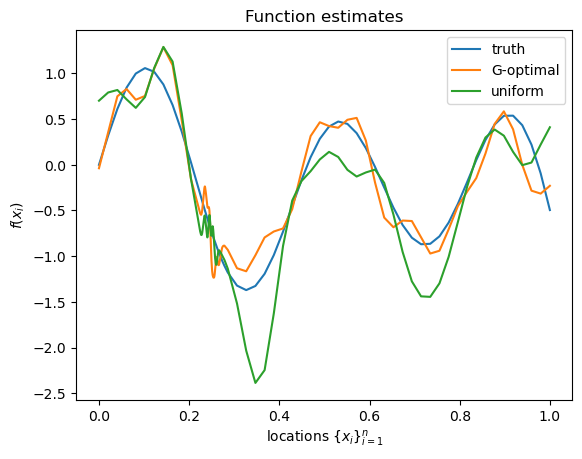 Function estimates
truth
G-optimal
uniform
1.0
0.5
0.0
−0.5
−1.0
−1.5
−2.0
−2.5
f(xᵢ)
0.0
0.2
0.4
0.6
0.8
1.0
locations {xᵢ}ⁿᵢ₌₁